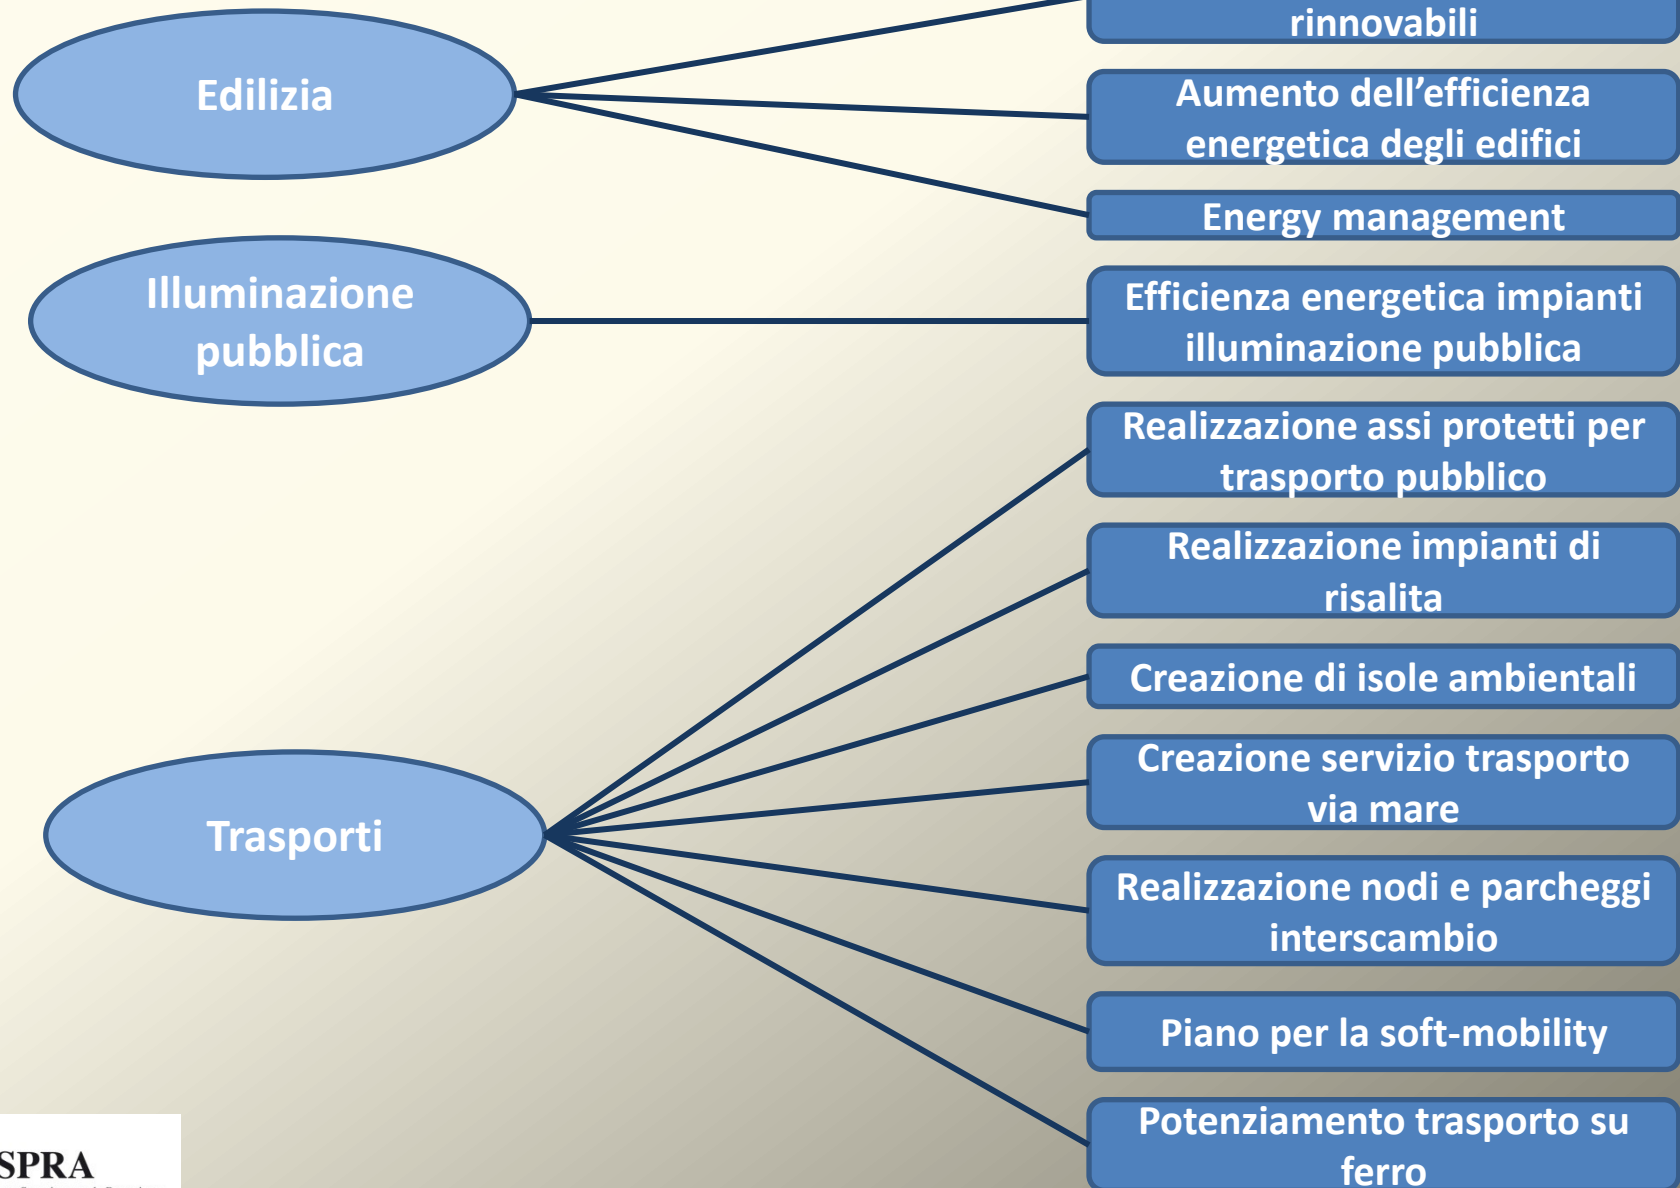 rinnovabili
Edilizia
Aumento dell’efficienza
energetica degli edifici
Energy management
Illuminazione
pubblica
Efficienza energetica impianti
illuminazione pubblica
Realizzazione assi protetti per
trasporto pubblico
Realizzazione impianti di
risalita
Creazione di isole ambientali
Trasporti
Creazione servizio trasporto
via mare
Realizzazione nodi e parcheggi
interscambio
Piano per la soft-mobility
Potenziamento trasporto su
ferro
SPRA